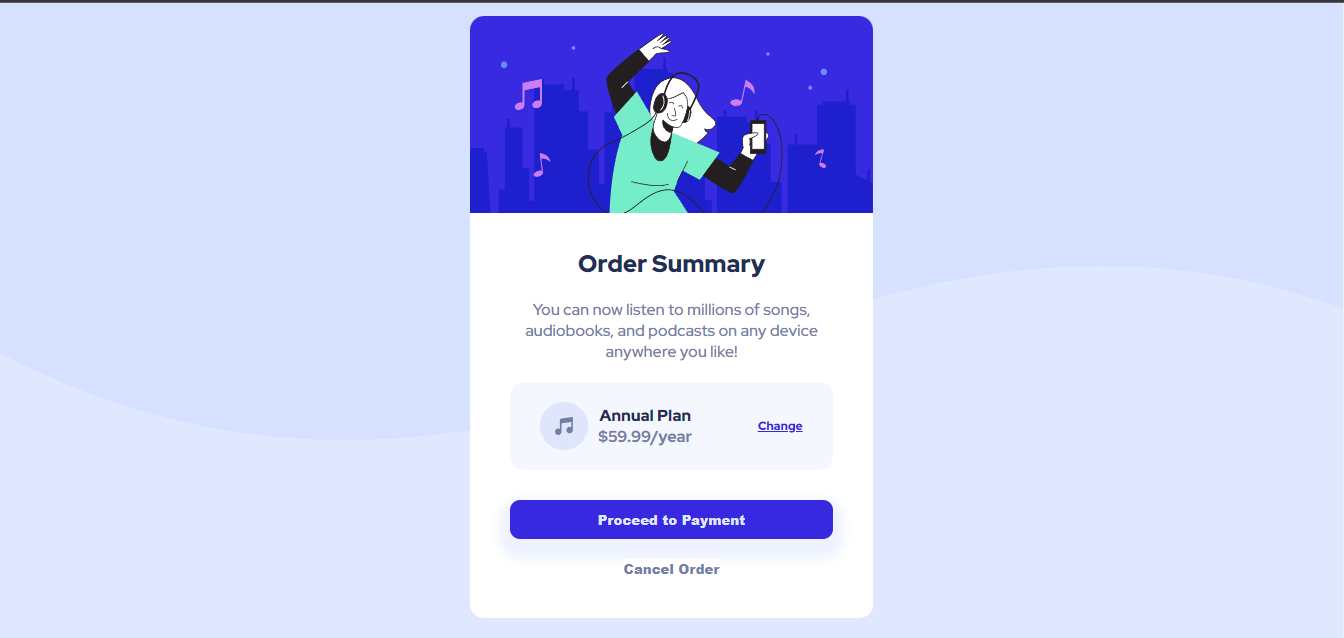 Order Summary
You can now listen to millions of songs,
audiobooks, and podcasts on any device
anywhere you like!
Annual Plan
$59.99/year
Change
Proceed to Payment
Cancel Order